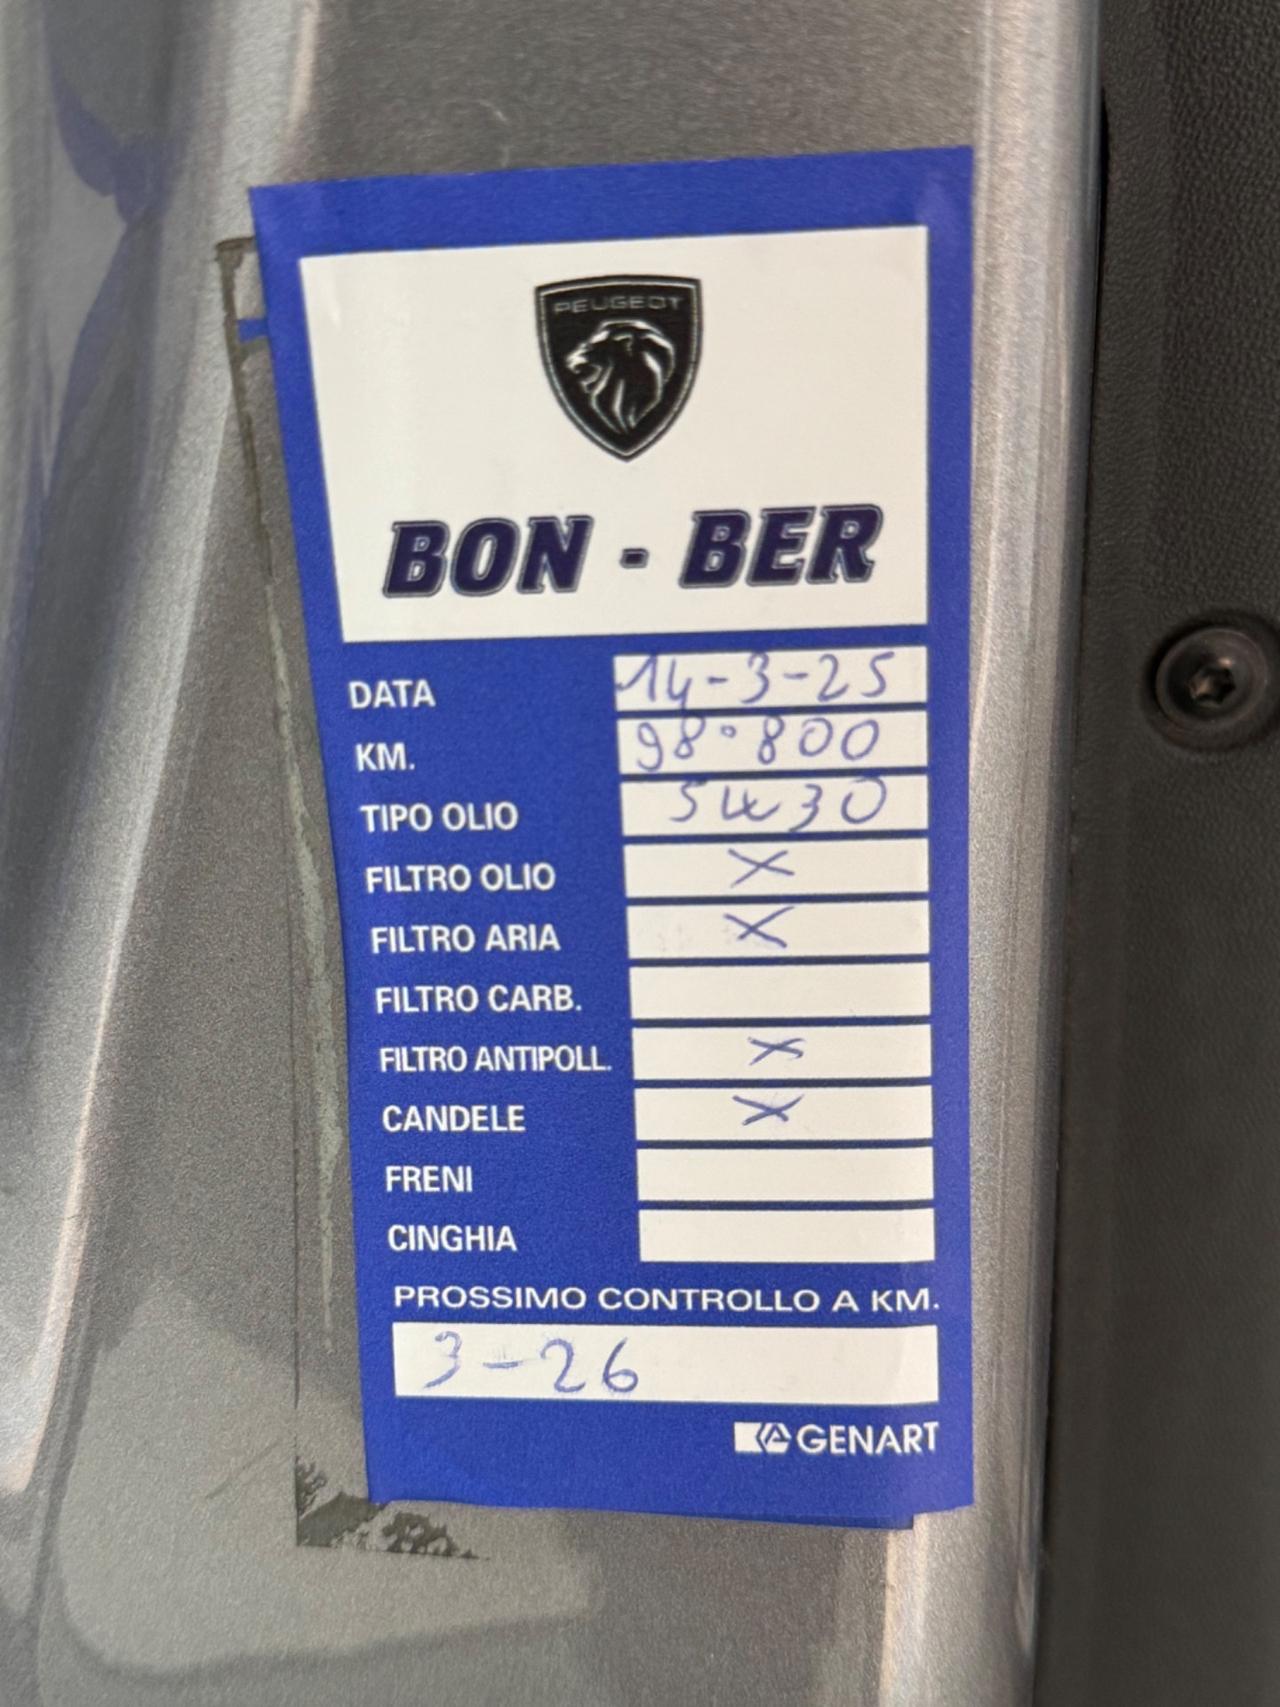 PEUGEOT
BON - BER
DATA 14-3-25
KM. 98•800
TIPO OLIO 5W30
FILTRO OLIO X
FILTRO ARIA X
FILTRO CARB.
FILTRO ANTIPOLL. X
CANDELE X
FRENI
CINGHIA
PROSSIMO CONTROLLO A KM.
3-26
GENART